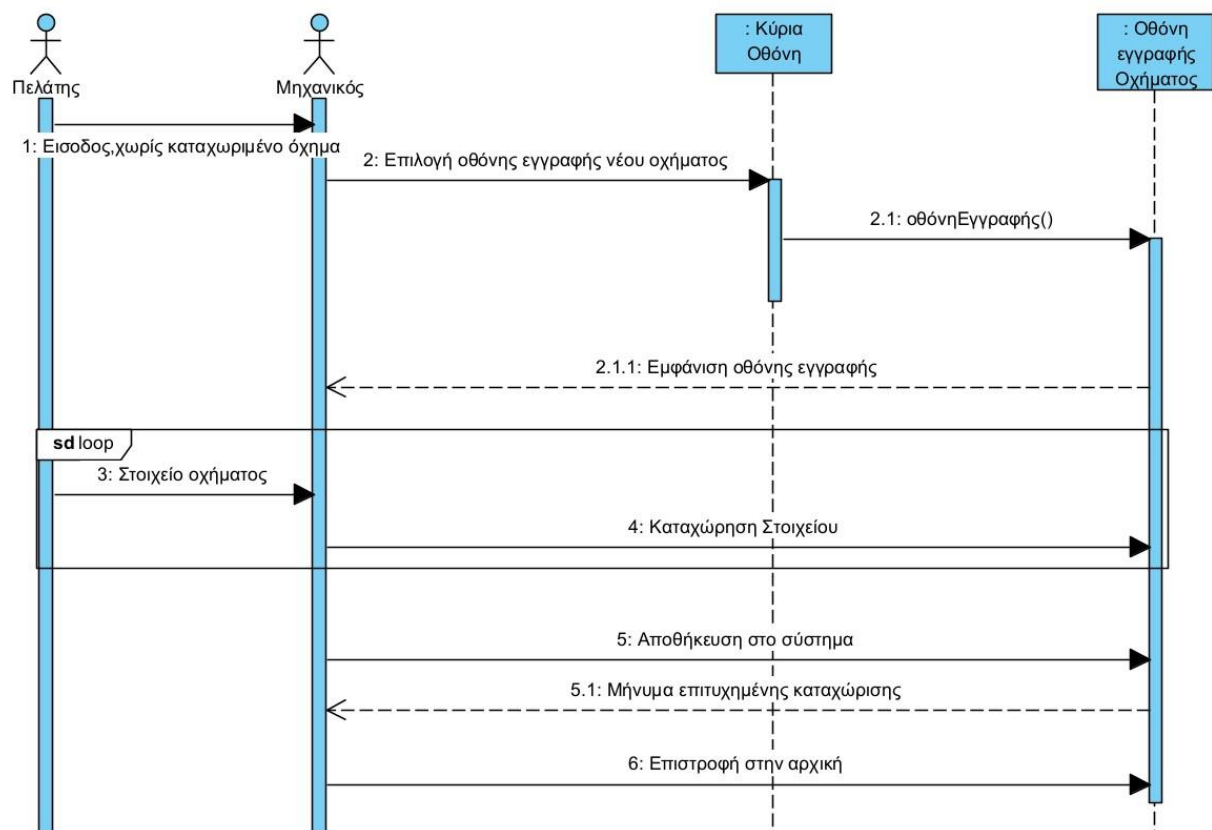 : Κύρια
Οθόνη
: Οθόνη
εγγραφής
Οχήματος
Πελάτης
Μηχανικός
1: Εισοδος,χωρίς καταχωριμένο όχημα
2: Επιλογή οθόνης εγγραφής νέου οχήματος
2.1: οθόνηΕγγραφής()
2.1.1: Εμφάνιση οθόνης εγγραφής
sd loop
3: Στοιχείο οχήματος
4: Καταχώρηση Στοιχείου
5: Αποθήκευση στο σύστημα
5.1: Μήνυμα επιτυχημένης καταχώρισης
6: Επιστροφή στην αρχική